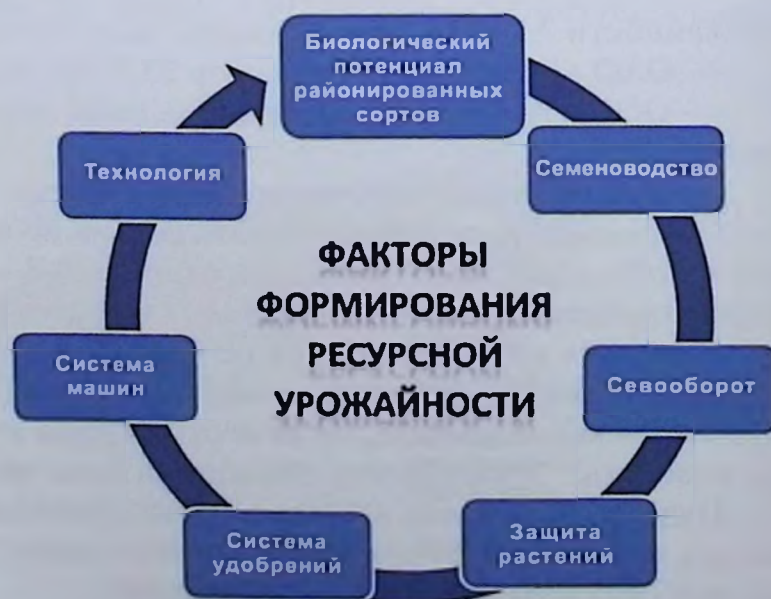 Биологический
потенциал
районированных
сортов
Семеноводство
Севооборот
Защита
растений
Система
удобрений
Система
машин
Технология
ФАКТОРЫ
ФОРМИРОВАНИЯ
РЕСУРСНОЙ
УРОЖАЙНОСТИ